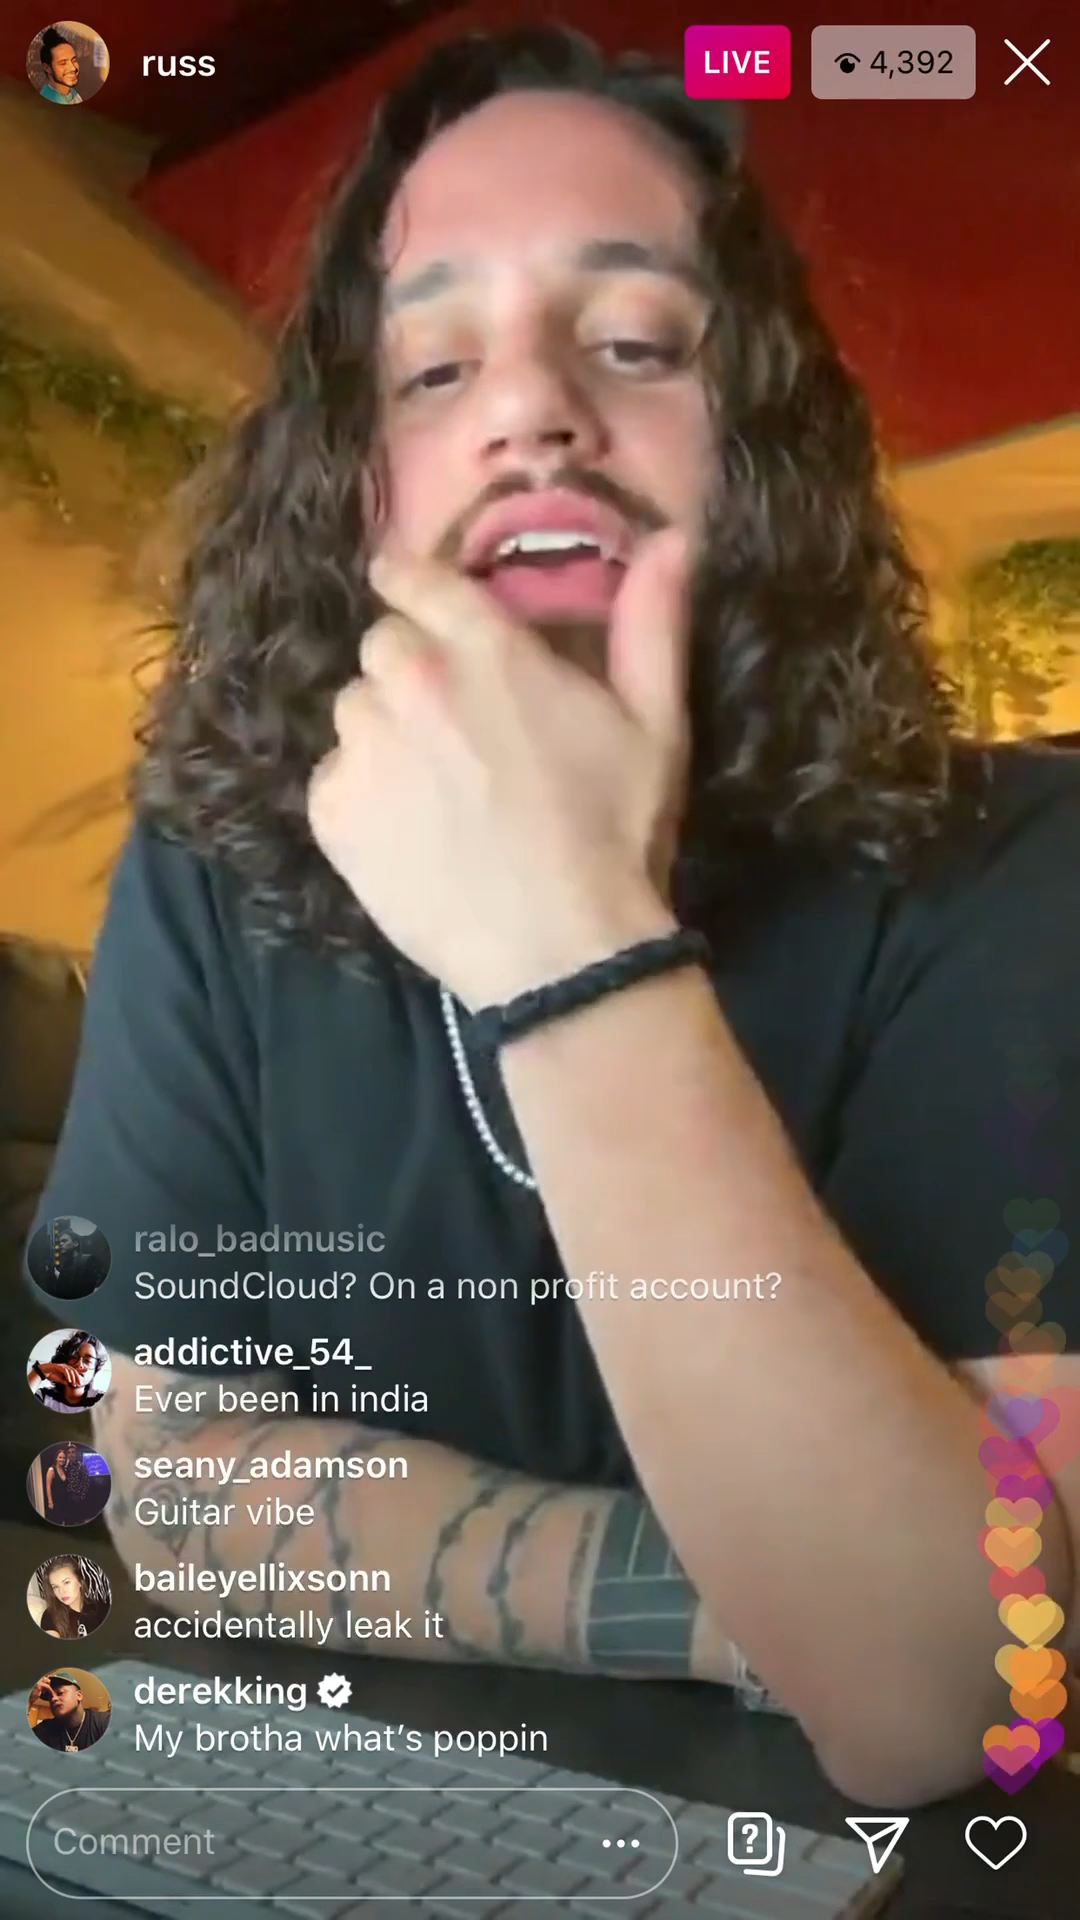 russ
LIVE
4,392
ralo_badmusic
SoundCloud? On a non profit account?
addictive_54_
Ever been in india
seany_adamson
Guitar vibe
baileyellixsonn
accidentally leak it
derekking
My brotha what’s poppin
Comment